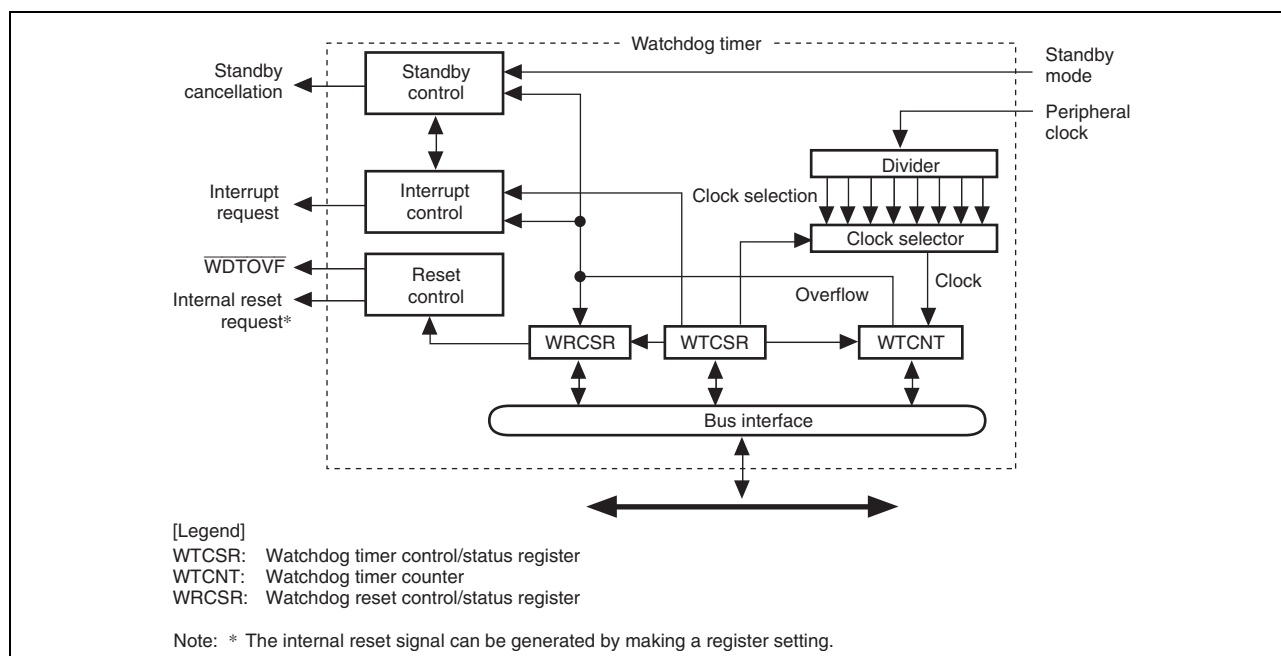 Watchdog timer
Standby
cancellation
Standby
control
Standby
mode
Peripheral
clock
Divider
Interrupt
request
Interrupt
control
Clock selection
Clock selector
WDTOVF
Internal reset
request*
Reset
control
Overflow
Clock
WRCSR
WTCSR
WTCNT
Bus interface
[Legend]
WTCSR: Watchdog timer control/status register
WTCNT: Watchdog timer counter
WRCSR: Watchdog reset control/status register
Note: * The internal reset signal can be generated by making a register setting.